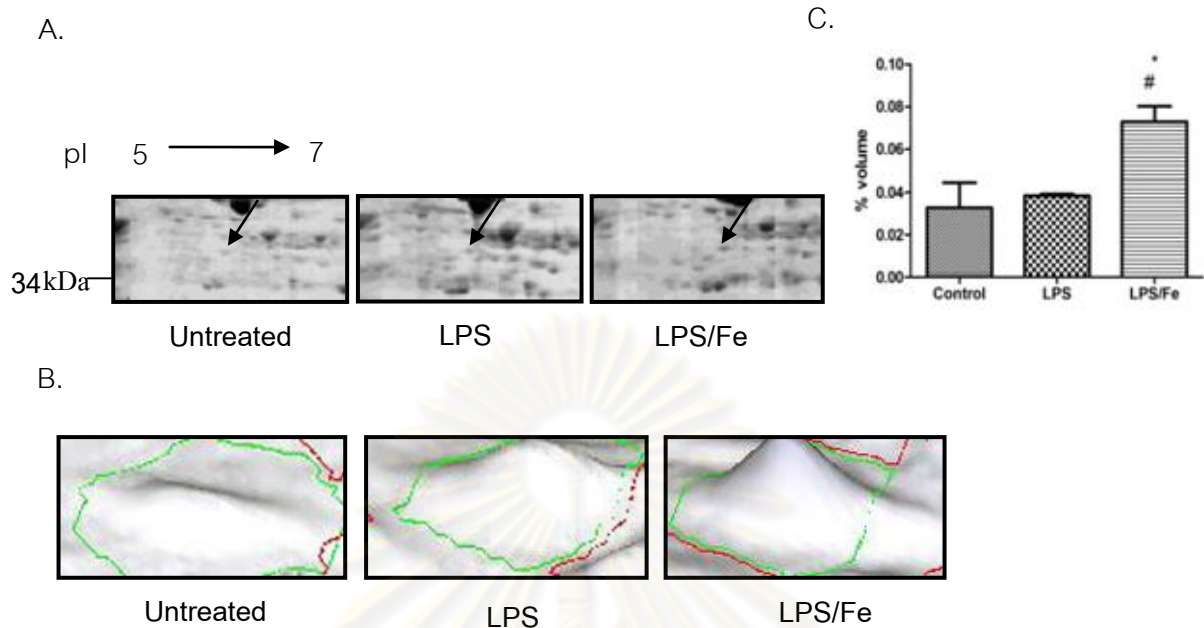 A.
C.
pI 5 7
34kDa
Untreated
LPS
LPS/Fe
% volume
0.10
0.08
0.06
0.04
0.02
0.00
*
#
Control
LPS
LPS/Fe
B.
Untreated
LPS
LPS/Fe